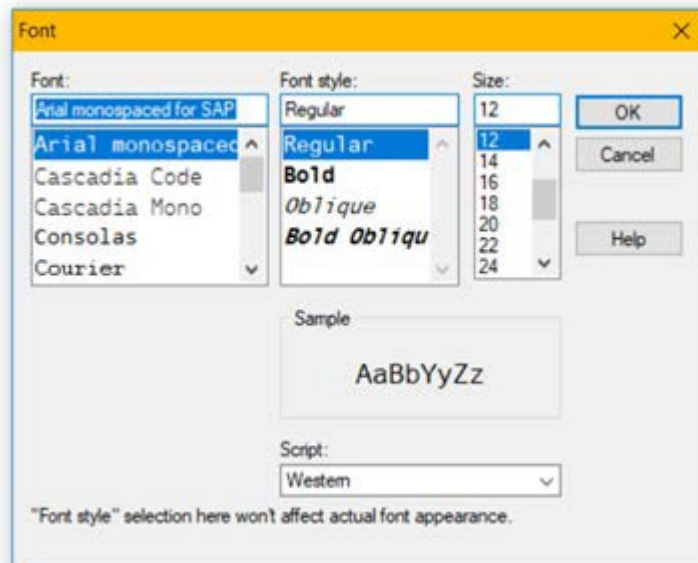 Font
Font:
Arial monospaced for SAP
Arial monospaced
Cascadia Code
Cascadia Mono
Consolas
Courier
Font style:
Regular
Regular
Bold
Oblique
Bold Obliqu
Size:
12
12
14
16
18
20
22
24
OK
Cancel
Help
Sample
AaBbYyZz
Script:
Western
"Font style" selection here won't affect actual font appearance.